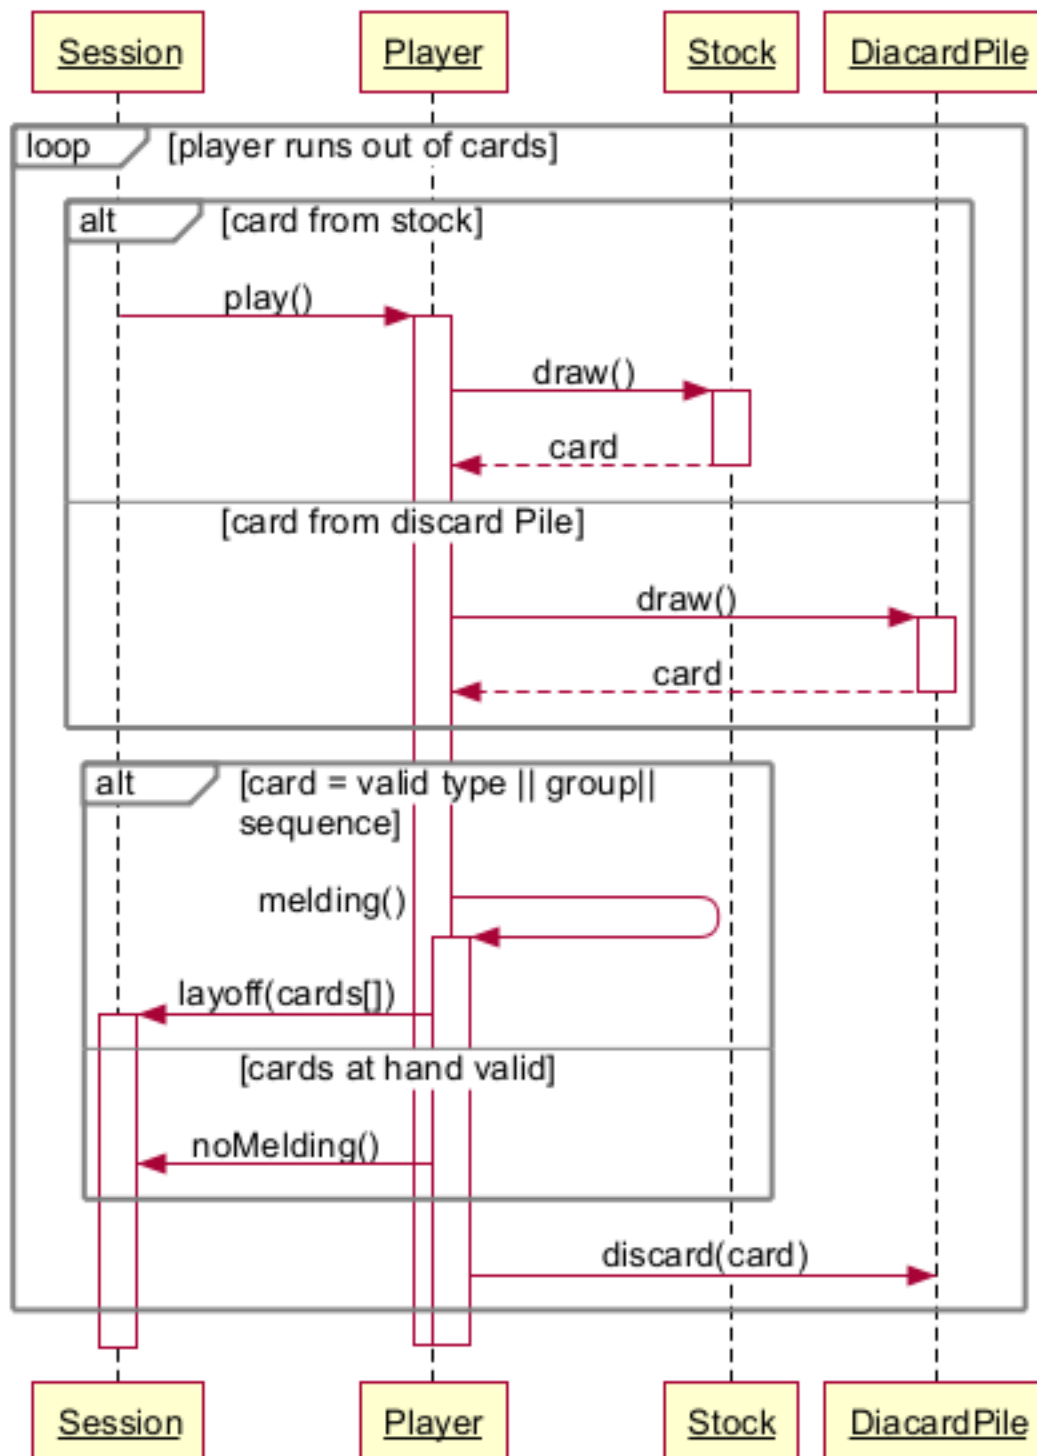 Session Player Stock DiacardPile
loop [player runs out of cards]
alt [card from stock]
play()
draw()
card
[card from discard Pile]
draw()
card
alt [card = valid type || group||
sequence]
melding()
layoff(cards[])
[cards at hand valid]
noMelding()
discard(card)
Session Player Stock DiacardPile